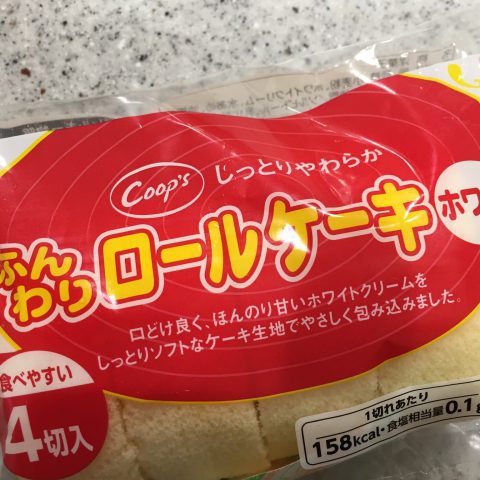 Coop's
じっとりやわらか
ふんわり
ロールケーキ
ホワ
口どけ良く、ほんのり甘いホワイトクリームを
しっとりソフトなケーキ生地でやさしく包み込みました。
食べやすい
4切入
1切れあたり
158kcal・食塩相当量0.1g